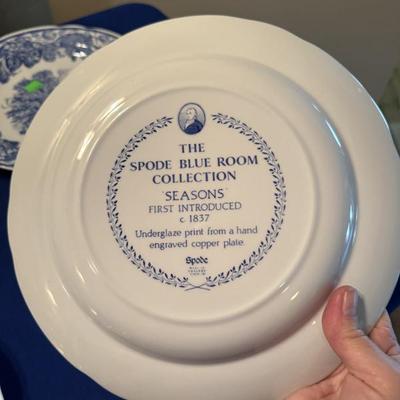 THE
SPODE BLUE ROOM
COLLECTION
'SEASONS'
FIRST INTRODUCED
c. 1837
Underglaze print from a hand
engraved copper plate.
Spode